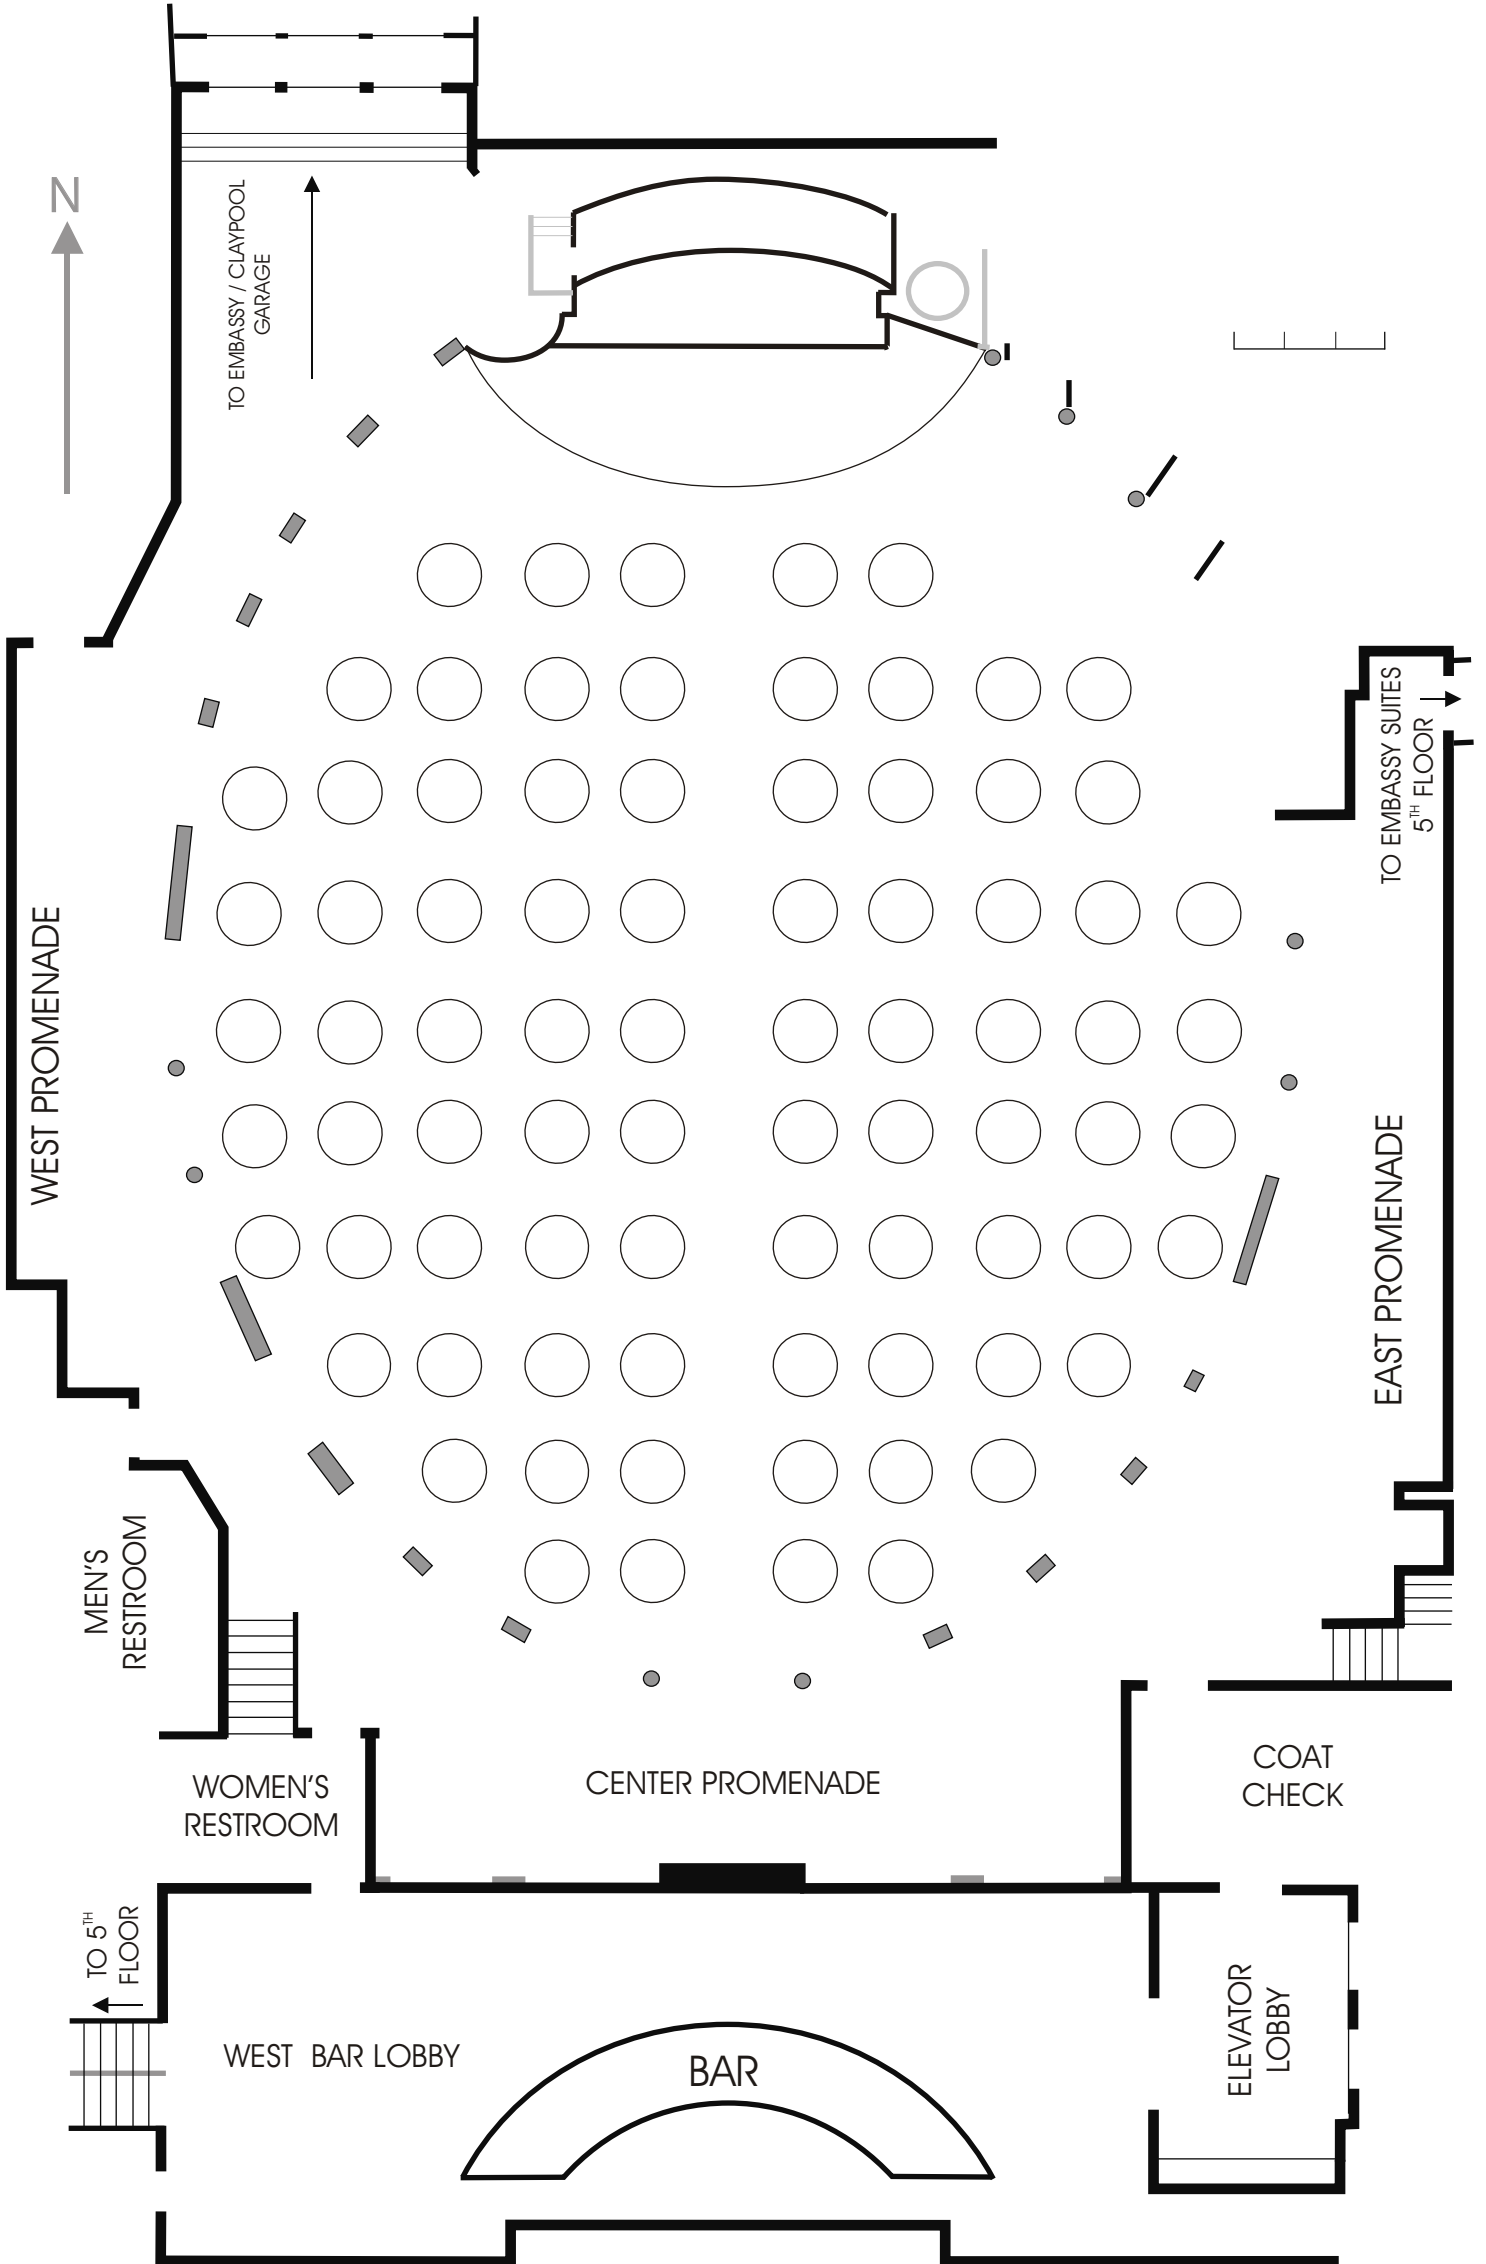 N
TO EMBASSY / CLAYPOOL
GARAGE
TO EMBASSY SUITES
5TH FLOOR
WEST PROMENADE
EAST PROMENADE
MEN'S
RESTROOM
WOMEN'S
RESTROOM
CENTER PROMENADE
COAT
CHECK
TO 5TH
FLOOR
WEST BAR LOBBY
BAR
ELEVATOR
LOBBY